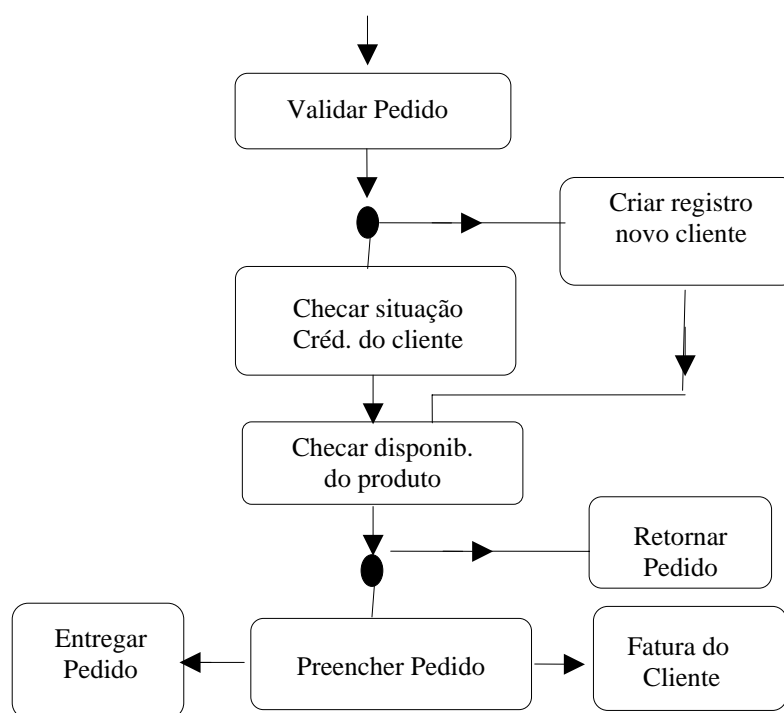 Validar Pedido
Criar registro
novo cliente
Checar situação
Créd. do cliente
Checar disponib.
do produto
Retornar
Pedido
Entregar
Pedido
Preencher Pedido
Fatura do
Cliente